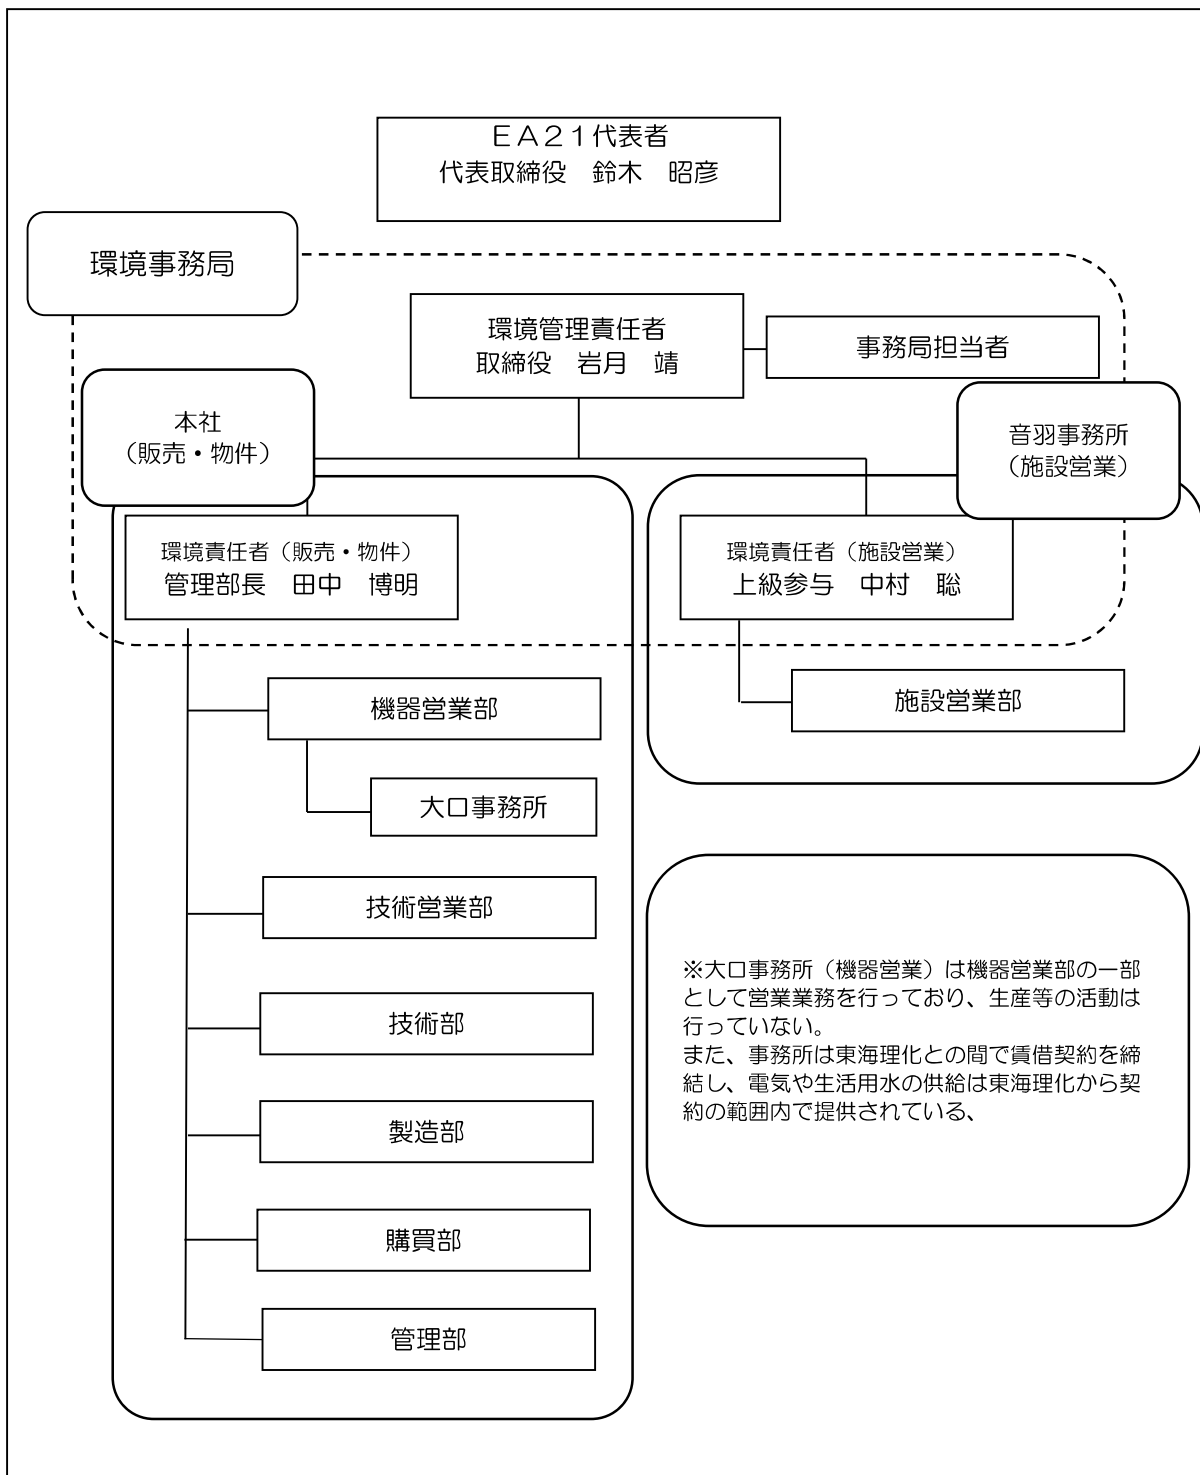 ＥＡ２１代表者
代表取締役　鈴木　昭彦
環境事務局
環境管理責任者
取締役　岩月　靖
事務局担当者
本社
（販売・物件）
音羽事務所
（施設営業）
環境責任者（販売・物件）
管理部長　田中　博明
環境責任者（施設営業）
上級参与　中村　聡
機器営業部
施設営業部
大口事務所
技術営業部
技術部
製造部
購買部
管理部
※大口事務所（機器営業）は機器営業部の一部
として営業業務を行っており、生産等の活動は
行っていない。
また、事務所は東海理化との間で賃借契約を締
結し、電気や生活用水の供給は東海理化から契
約の範囲内で提供されている、